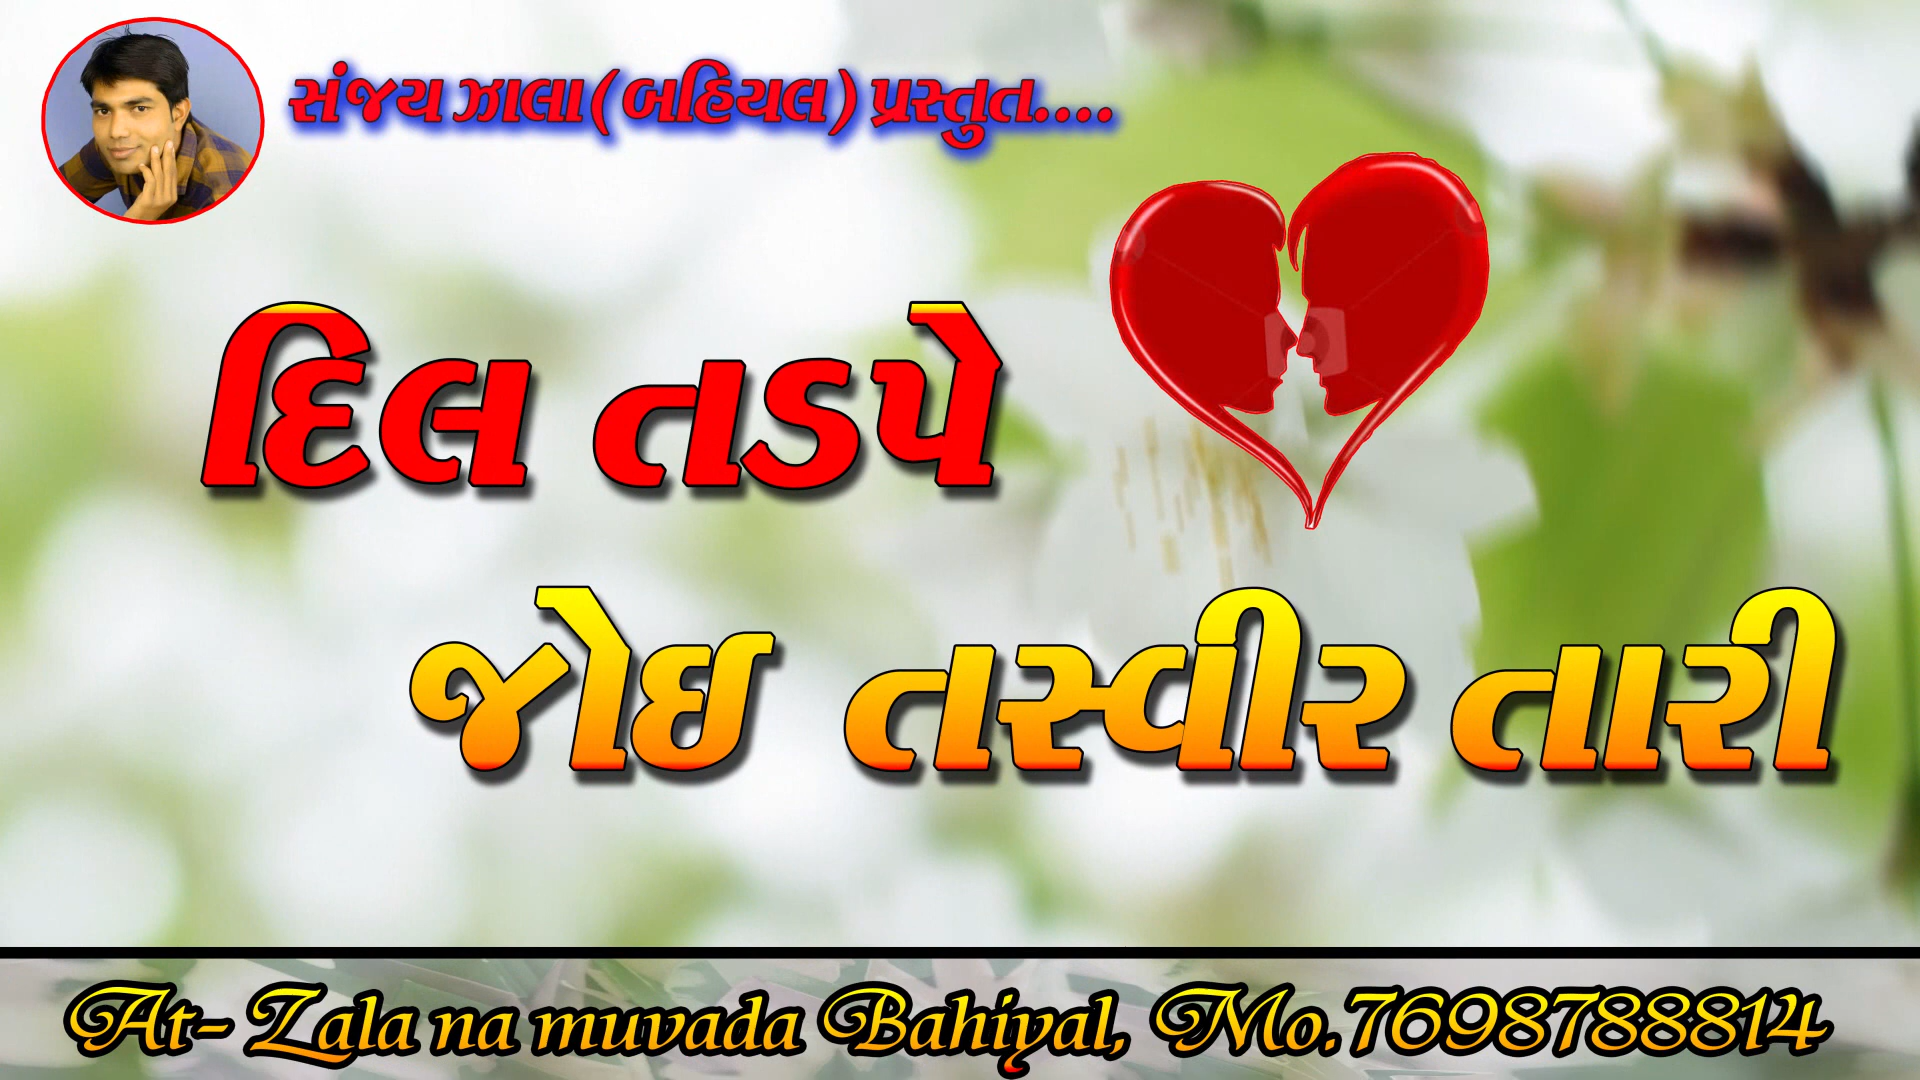 સંજય ઝાલા(બહિયલ) પ્રસ્તુત....
દિલ તડપે
જોઇ તસ્વીર તારી
At- Zala na muvada Bahiyal, Mo.7698788814